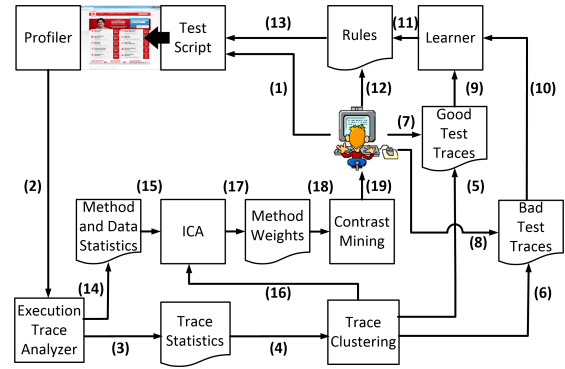 Profiler
Test
Script
(13)
Rules
(11)
Learner
(1)
(12)
(9)
(10)
(7)
Good
Test
Traces
(2)
(15)
(17)
(18)
(19)
(5)
Method
and Data
Statistics
ICA
Method
Weights
Contrast
Mining
(8)
Bad
Test
Traces
(14)
(16)
(6)
Execution
Trace
Analyzer
(3)
Trace
Statistics
(4)
Trace
Clustering